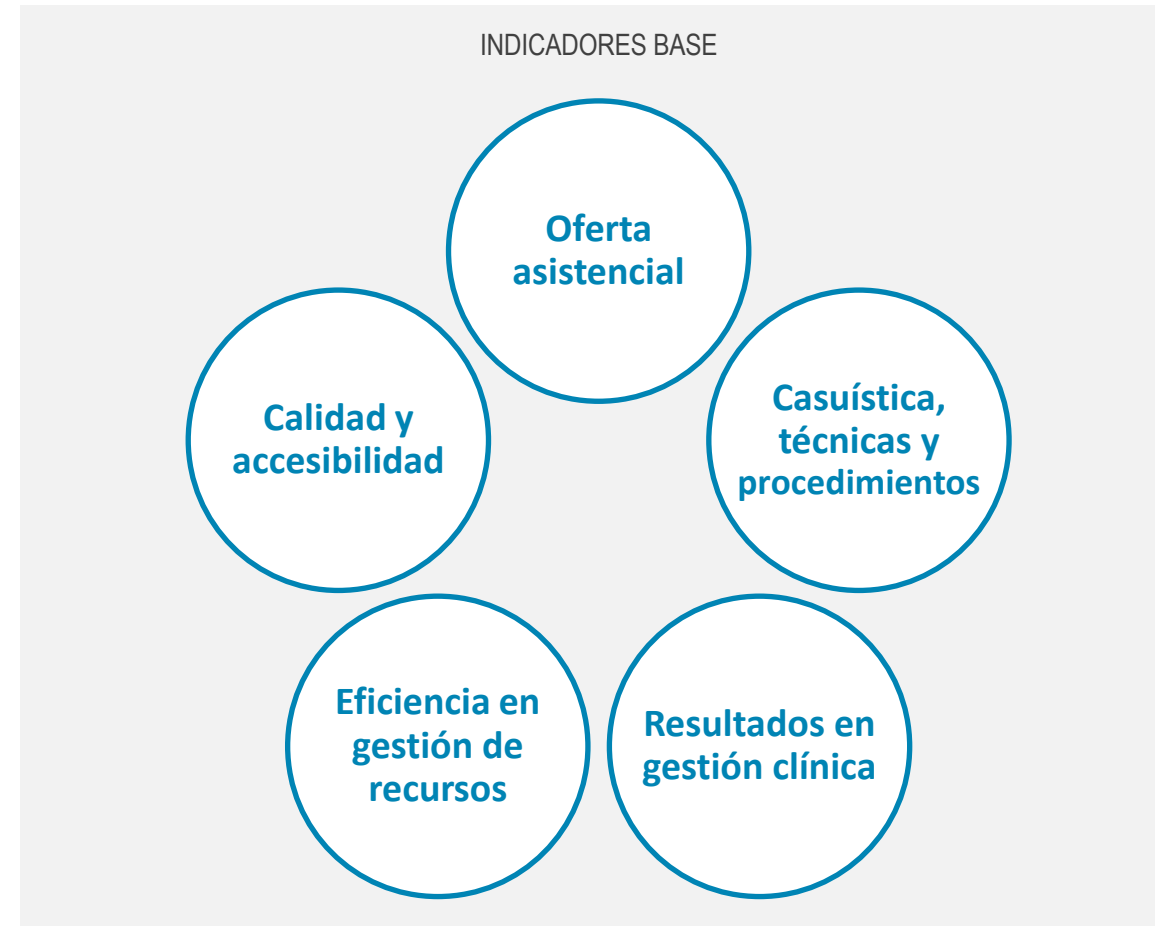 INDICADORES BASE
Oferta
asistencial
Casuística,
técnicas y
procedimientos
Resultados en
gestión clínica
Eficiencia en
gestión de
recursos
Calidad y
accesibilidad